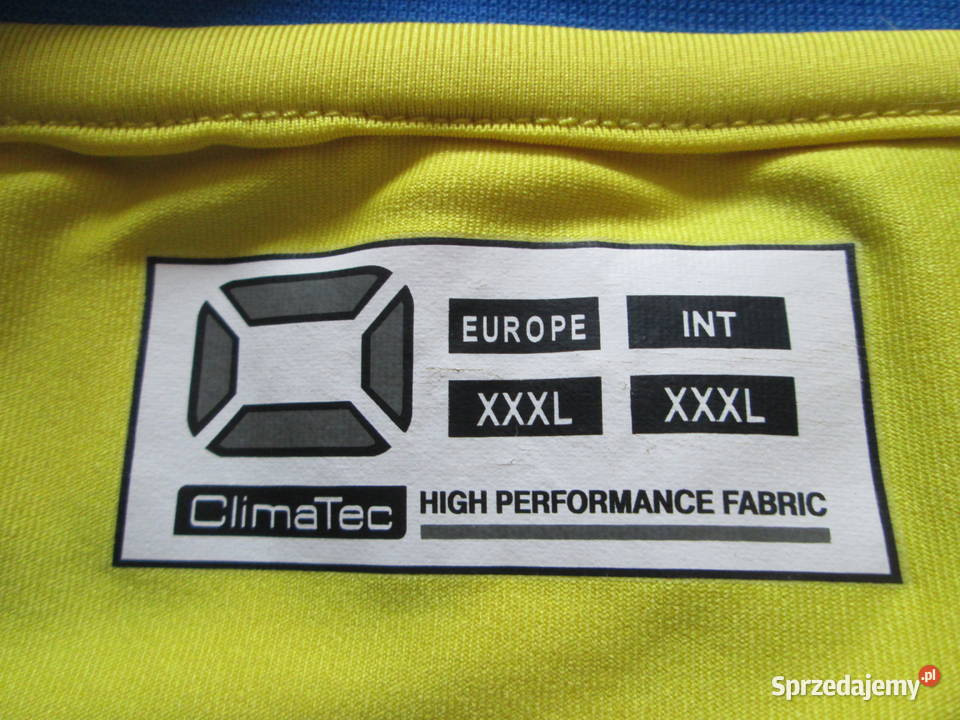 EUROPE INT
XXXL XXXL
ClimaTec HIGH PERFORMANCE FABRIC
Sprzedajemy.pl